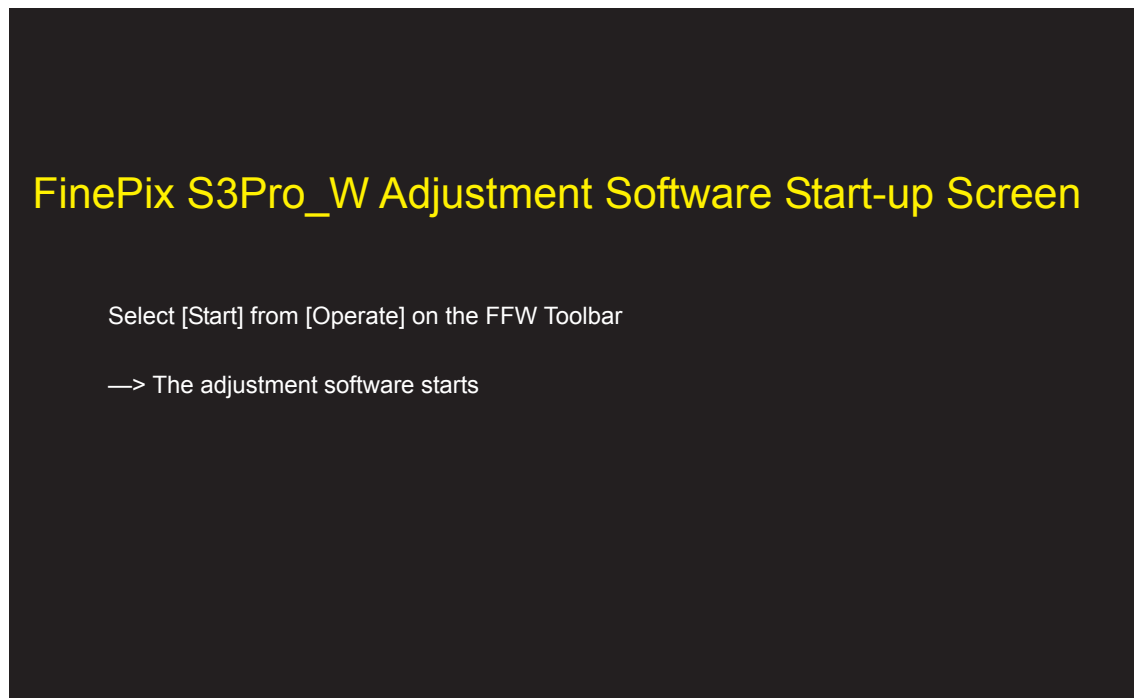 FinePix S3Pro_W Adjustment Software Start-up Screen
Select [Start] from [Operate] on the FFW Toolbar
—> The adjustment software starts